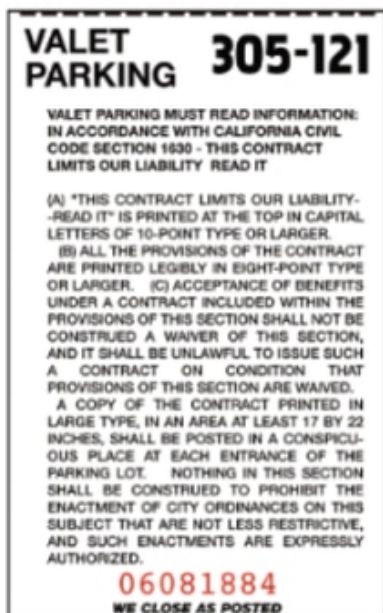 VALET
PARKING
305-121
VALET PARKING MUST READ INFORMATION:
IN ACCORDANCE WITH CALIFORNIA CIVIL
CODE SECTION 1630 - THIS CONTRACT
LIMITS OUR LIABILITY READ IT
(A) "THIS CONTRACT LIMITS OUR LIABILITY-
-READ IT" IS PRINTED AT THE TOP IN CAPITAL
LETTERS OF 10-POINT TYPE OR LARGER.
(B) ALL THE PROVISIONS OF THE CONTRACT
ARE PRINTED LEGIBLY IN EIGHT-POINT TYPE
OR LARGER. (C) ACCEPTANCE OF BENEFITS
UNDER A CONTRACT INCLUDED WITHIN THE
PROVISIONS OF THIS SECTION SHALL NOT BE
CONSTRUED A WAIVER OF THIS SECTION,
AND IT SHALL BE UNLAWFUL TO ISSUE SUCH
A CONTRACT ON CONDITION THAT
PROVISIONS OF THIS SECTION ARE WAIVED.
A COPY OF THE CONTRACT PRINTED IN
LARGE TYPE, IN AN AREA AT LEAST 17 BY 22
INCHES, SHALL BE POSTED IN A CONSPICU-
OUS PLACE AT EACH ENTRANCE OF THE
PARKING LOT. NOTHING IN THIS SECTION
SHALL BE CONSTRUED TO PROHIBIT THE
ENACTMENT OF CITY ORDINANCES ON THIS
SUBJECT THAT ARE NOT LESS RESTRICTIVE,
AND SUCH ENACTMENTS ARE EXPRESSLY
AUTHORIZED.
06081884
WE CLOSE AS POSTED